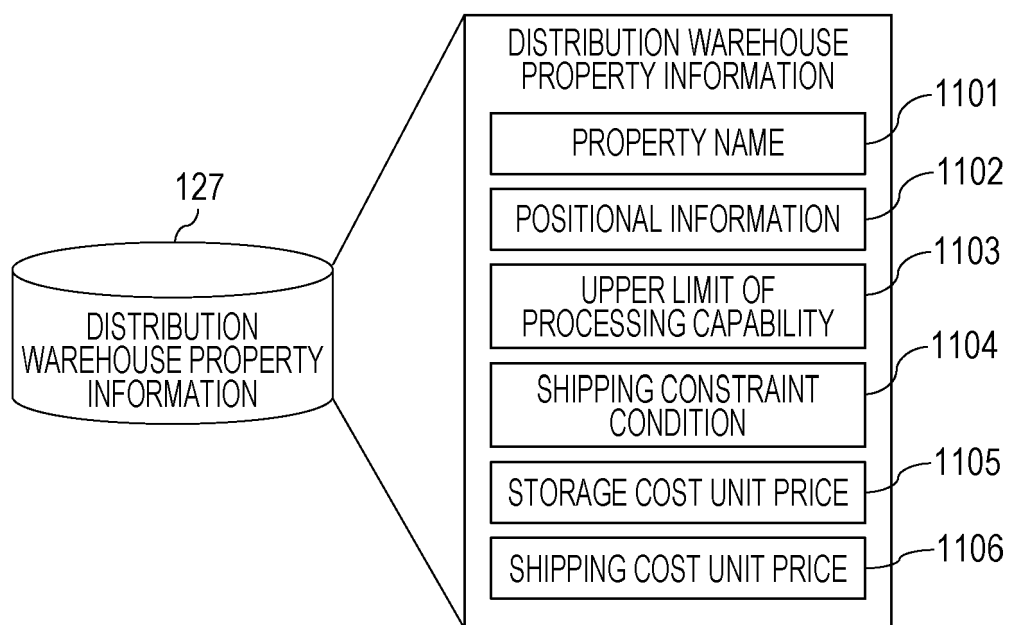 127
DISTRIBUTION
WAREHOUSE PROPERTY
INFORMATION
DISTRIBUTION WAREHOUSE
PROPERTY INFORMATION
PROPERTY NAME
1101
POSITIONAL INFORMATION
1102
UPPER LIMIT OF
PROCESSING CAPABILITY
1103
SHIPPING CONSTRAINT
CONDITION
1104
STORAGE COST UNIT PRICE
1105
SHIPPING COST UNIT PRICE
1106